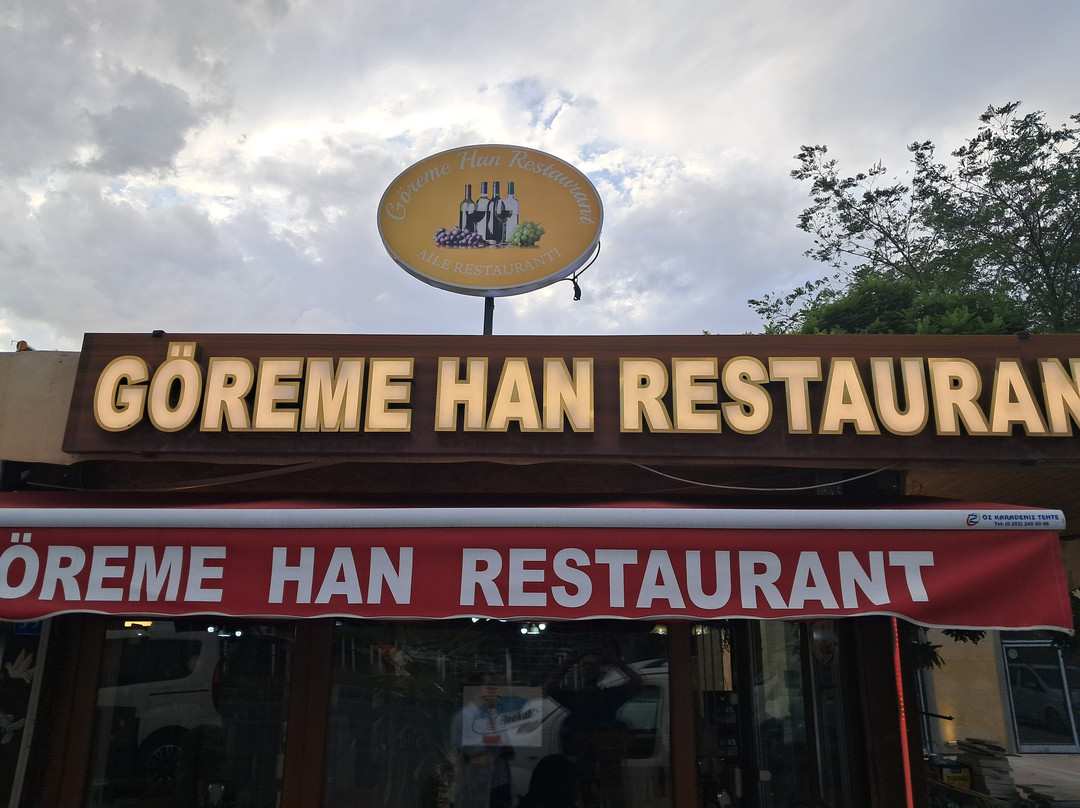 Göreme Han Restaurant
AİLE RESTAURANTI
GÖREME HAN RESTAURAN
ÖZ KARADENİZ TENTE
ÖREME HAN RESTAURANT